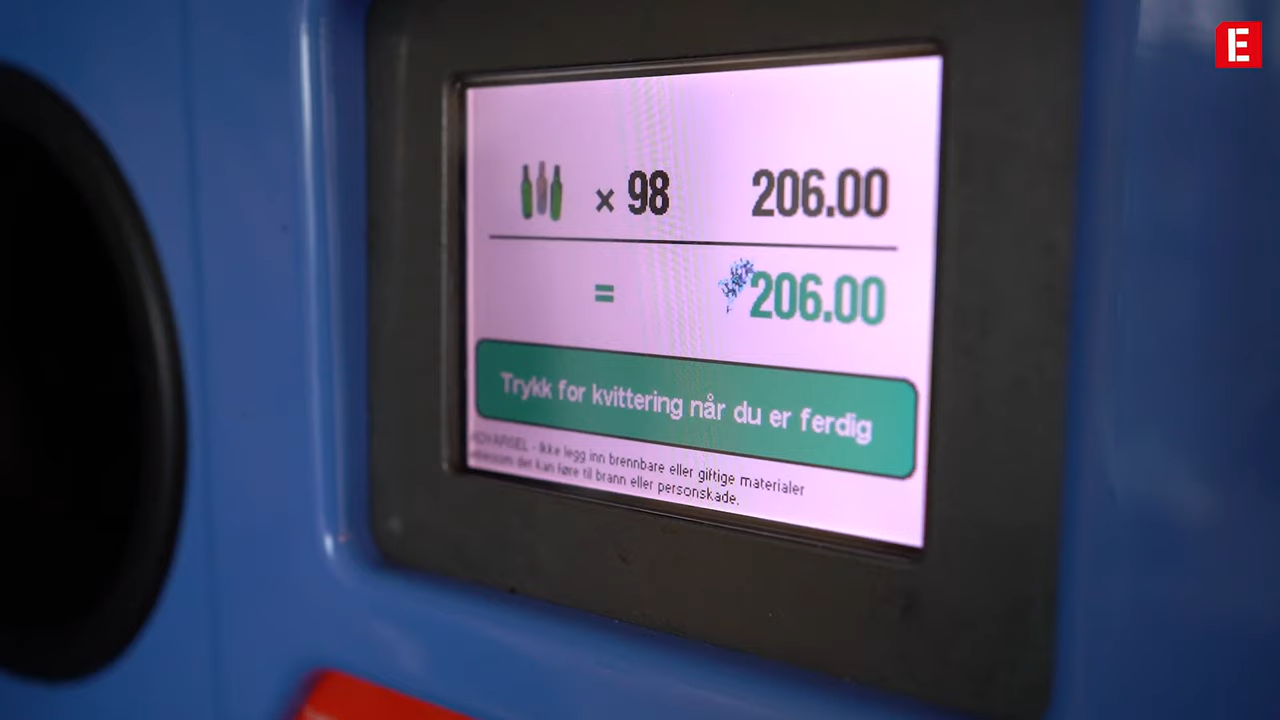 E
× 98 206.00
= 206.00
Trykk for kvittering når du er ferdig
ADVARSEL - Ikke legg inn brennbare eller giftige materialer
ettersom det kan føre til brann eller personskade.